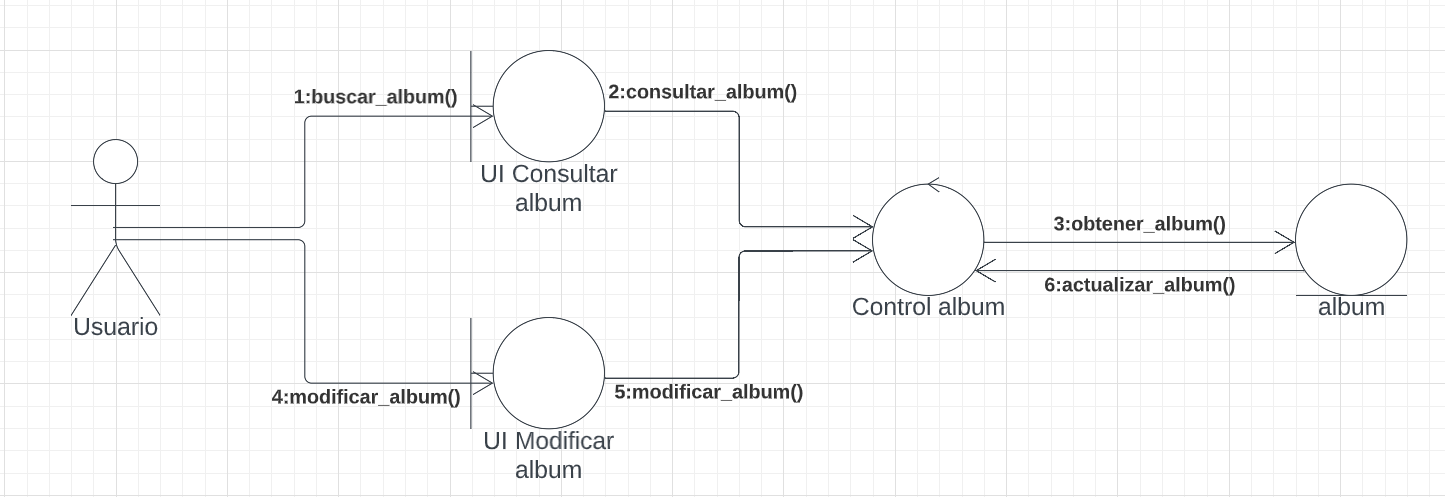 1:buscar_album()
2:consultar_album()
UI Consultar
album
Usuario
3:obtener_album()
6:actualizar_album()
Control album
album
4:modificar_album()
5:modificar_album()
UI Modificar
album